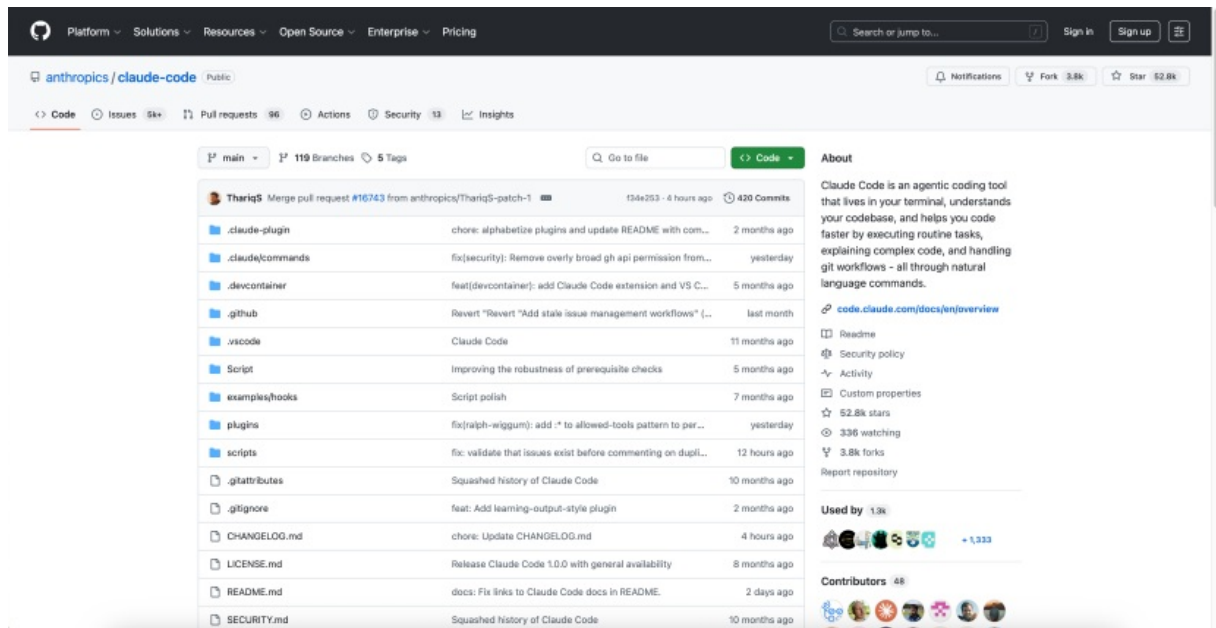 Platform Solutions Resources Open Source Enterprise Pricing
Search or jump to... / Sign in Sign up
anthropics / claude-code Public
Notifications Fork 3.8k Star 52.8k
Code Issues 5k+ Pull requests 96 Actions Security 13 Insights
main 119 Branches 5 Tags Go to file Code
ThariqS Merge pull request #16743 from anthropics/ThariqS-patch-1 f34e253 · 4 hours ago 420 Commits
.claude-plugin chore: alphabetize plugins and update README with com... 2 months ago
.claude/commands fix(security): Remove overly broad gh api permission from... yesterday
.devcontainer feat(devcontainer): add Claude Code extension and VS C... 5 months ago
.github Revert "Revert "Add stale issue management workflows" (... last month
.vscode Claude Code 11 months ago
Script Improving the robustness of prerequisite checks 5 months ago
examples/hooks Script polish 7 months ago
plugins fix(ralph-wiggum): add :* to allowed-tools pattern to per... yesterday
scripts fix: validate that issues exist before commenting on dupli... 12 hours ago
.gitattributes Squashed history of Claude Code 10 months ago
.gitignore feat: Add learning-output-style plugin 2 months ago
CHANGELOG.md chore: Update CHANGELOG.md 4 hours ago
LICENSE.md Release Claude Code 1.0.0 with general availability 8 months ago
README.md docs: Fix links to Claude Code docs in README. 2 days ago
SECURITY.md Squashed history of Claude Code 10 months ago
About
Claude Code is an agentic coding tool
that lives in your terminal, understands
your codebase, and helps you code
faster by executing routine tasks,
explaining complex code, and handling
git workflows - all through natural
language commands.
code.claude.com/docs/en/overview
Readme
Security policy
Activity
Custom properties
52.8k stars
336 watching
3.8k forks
Report repository
Used by 1.3k
+ 1,333
Contributors 48